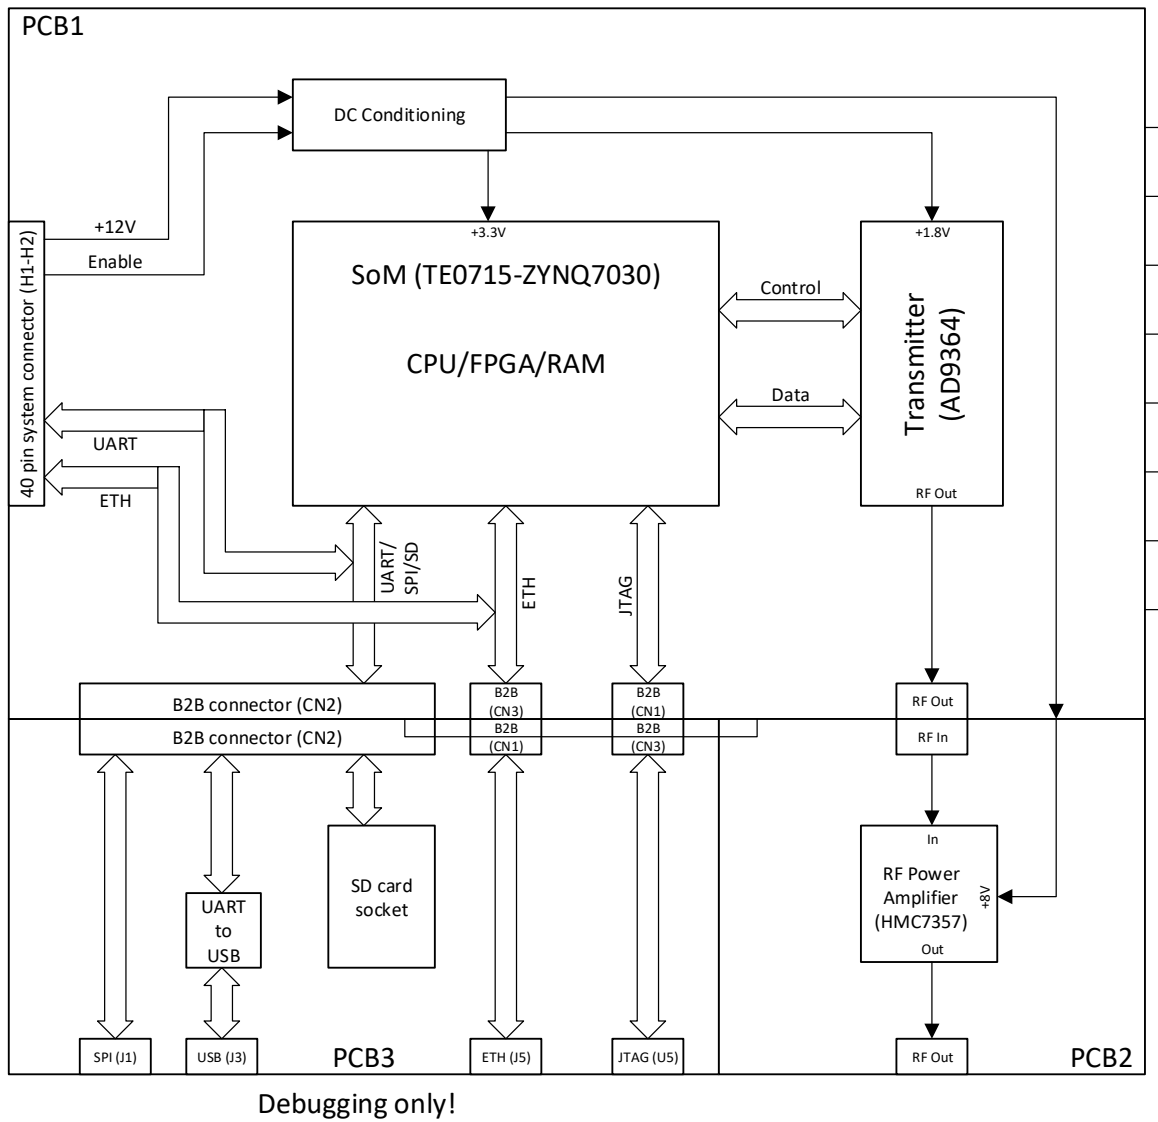 PCB1
DC Conditioning
+12V
Enable
40 pin system connector (H1-H2)
+3.3V
SoM (TE0715-ZYNQ7030)
CPU/FPGA/RAM
Control
Data
+1.8V
Transmitter
(AD9364)
RF Out
UART
ETH
UART/
SPI/SD
ETH
JTAG
B2B connector (CN2)
B2B
(CN3)
B2B
(CN1)
RF Out
B2B connector (CN2)
B2B
(CN1)
B2B
(CN3)
RF In
SD card
socket
UART
to
USB
In
RF Power
Amplifier
(HMC7357)
+8V
Out
SPI (J1)
USB (J3)
PCB3
ETH (J5)
JTAG (U5)
RF Out
PCB2
Debugging only!